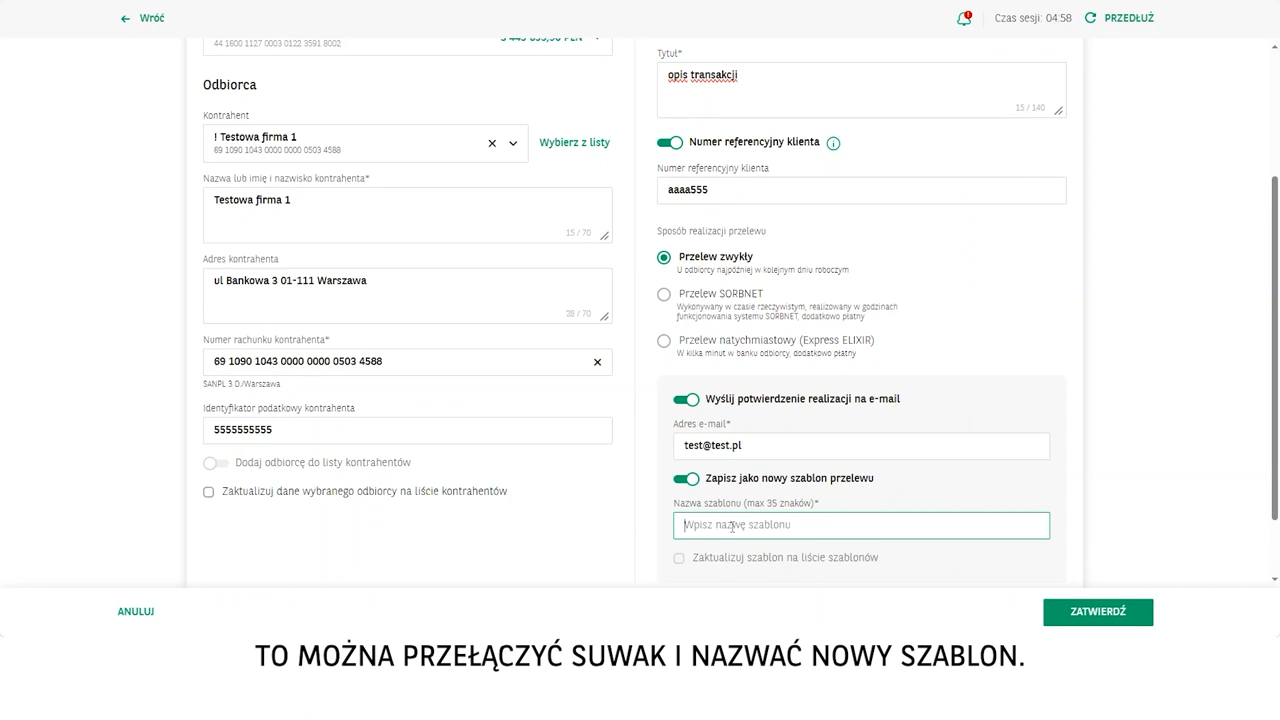 Wróć
Czas sesji: 04:58
PRZEDŁUŻ
44 1600 1127 0003 0122 3591 8002
Odbiorca
Kontrahent
! Testowa firma 1
69 1090 1043 0000 0000 0503 4588
Wybierz z listy
Nazwa lub imię i nazwisko kontrahenta*
Testowa firma 1
15 / 70
Adres kontrahenta
ul Bankowa 3 01-111 Warszawa
28 / 70
Numer rachunku kontrahenta*
69 1090 1043 0000 0000 0503 4588
SANPL 3 O./Warszawa
Identyfikator podatkowy kontrahenta
5555555555
Dodaj odbiorcę do listy kontrahentów
Zaktualizuj dane wybranego odbiorcy na liście kontrahentów
Tytuł*
opis transakcji
15 / 140
Numer referencyjny klienta
Numer referencyjny klienta
aaaa555
Sposób realizacji przelewu
Przelew zwykły
U odbiorcy najpóźniej w kolejnym dniu roboczym
Przelew SORBNET
Wykonywany w czasie rzeczywistym, realizowany w godzinach
funkcjonowania systemu SORBNET, dodatkowo płatny
Przelew natychmiastowy (Express ELIXIR)
W kilka minut w banku odbiorcy, dodatkowo płatny
Wyślij potwierdzenie realizacji na e-mail
Adres e-mail*
test@test.pl
Zapisz jako nowy szablon przelewu
Nazwa szablonu (max 35 znaków)*
Wpisz nazwę szablonu
Zaktualizuj szablon na liście szablonów
ANULUJ
ZATWIERDŹ
TO MOŻNA PRZEŁĄCZYĆ SUWAK I NAZWAĆ NOWY SZABLON.